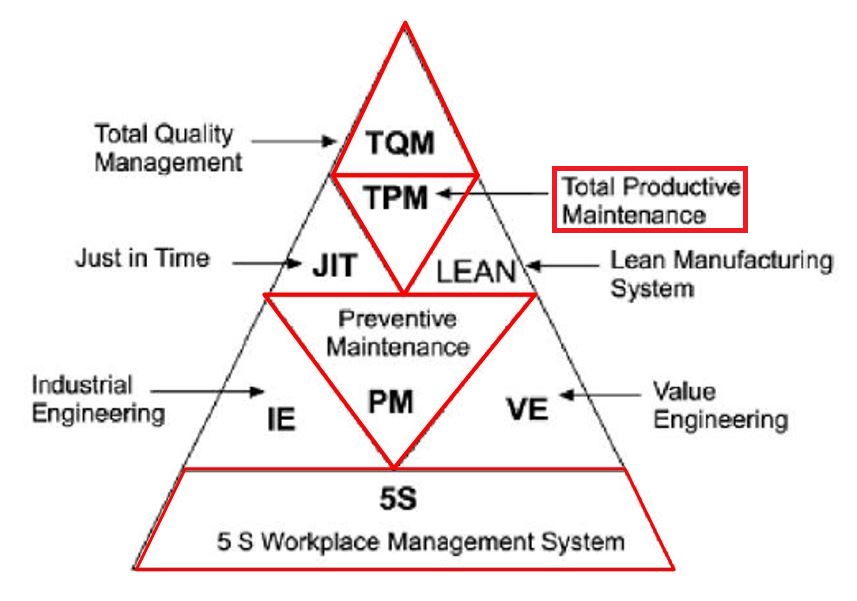 Total Quality
Management
TQM
TPM
Total Productive
Maintenance
Just in Time
JIT
LEAN
Lean Manufacturing
System
Preventive
Maintenance
Industrial
Engineering
IE
PM
VE
Value
Engineering
5S
5 S Workplace Management System